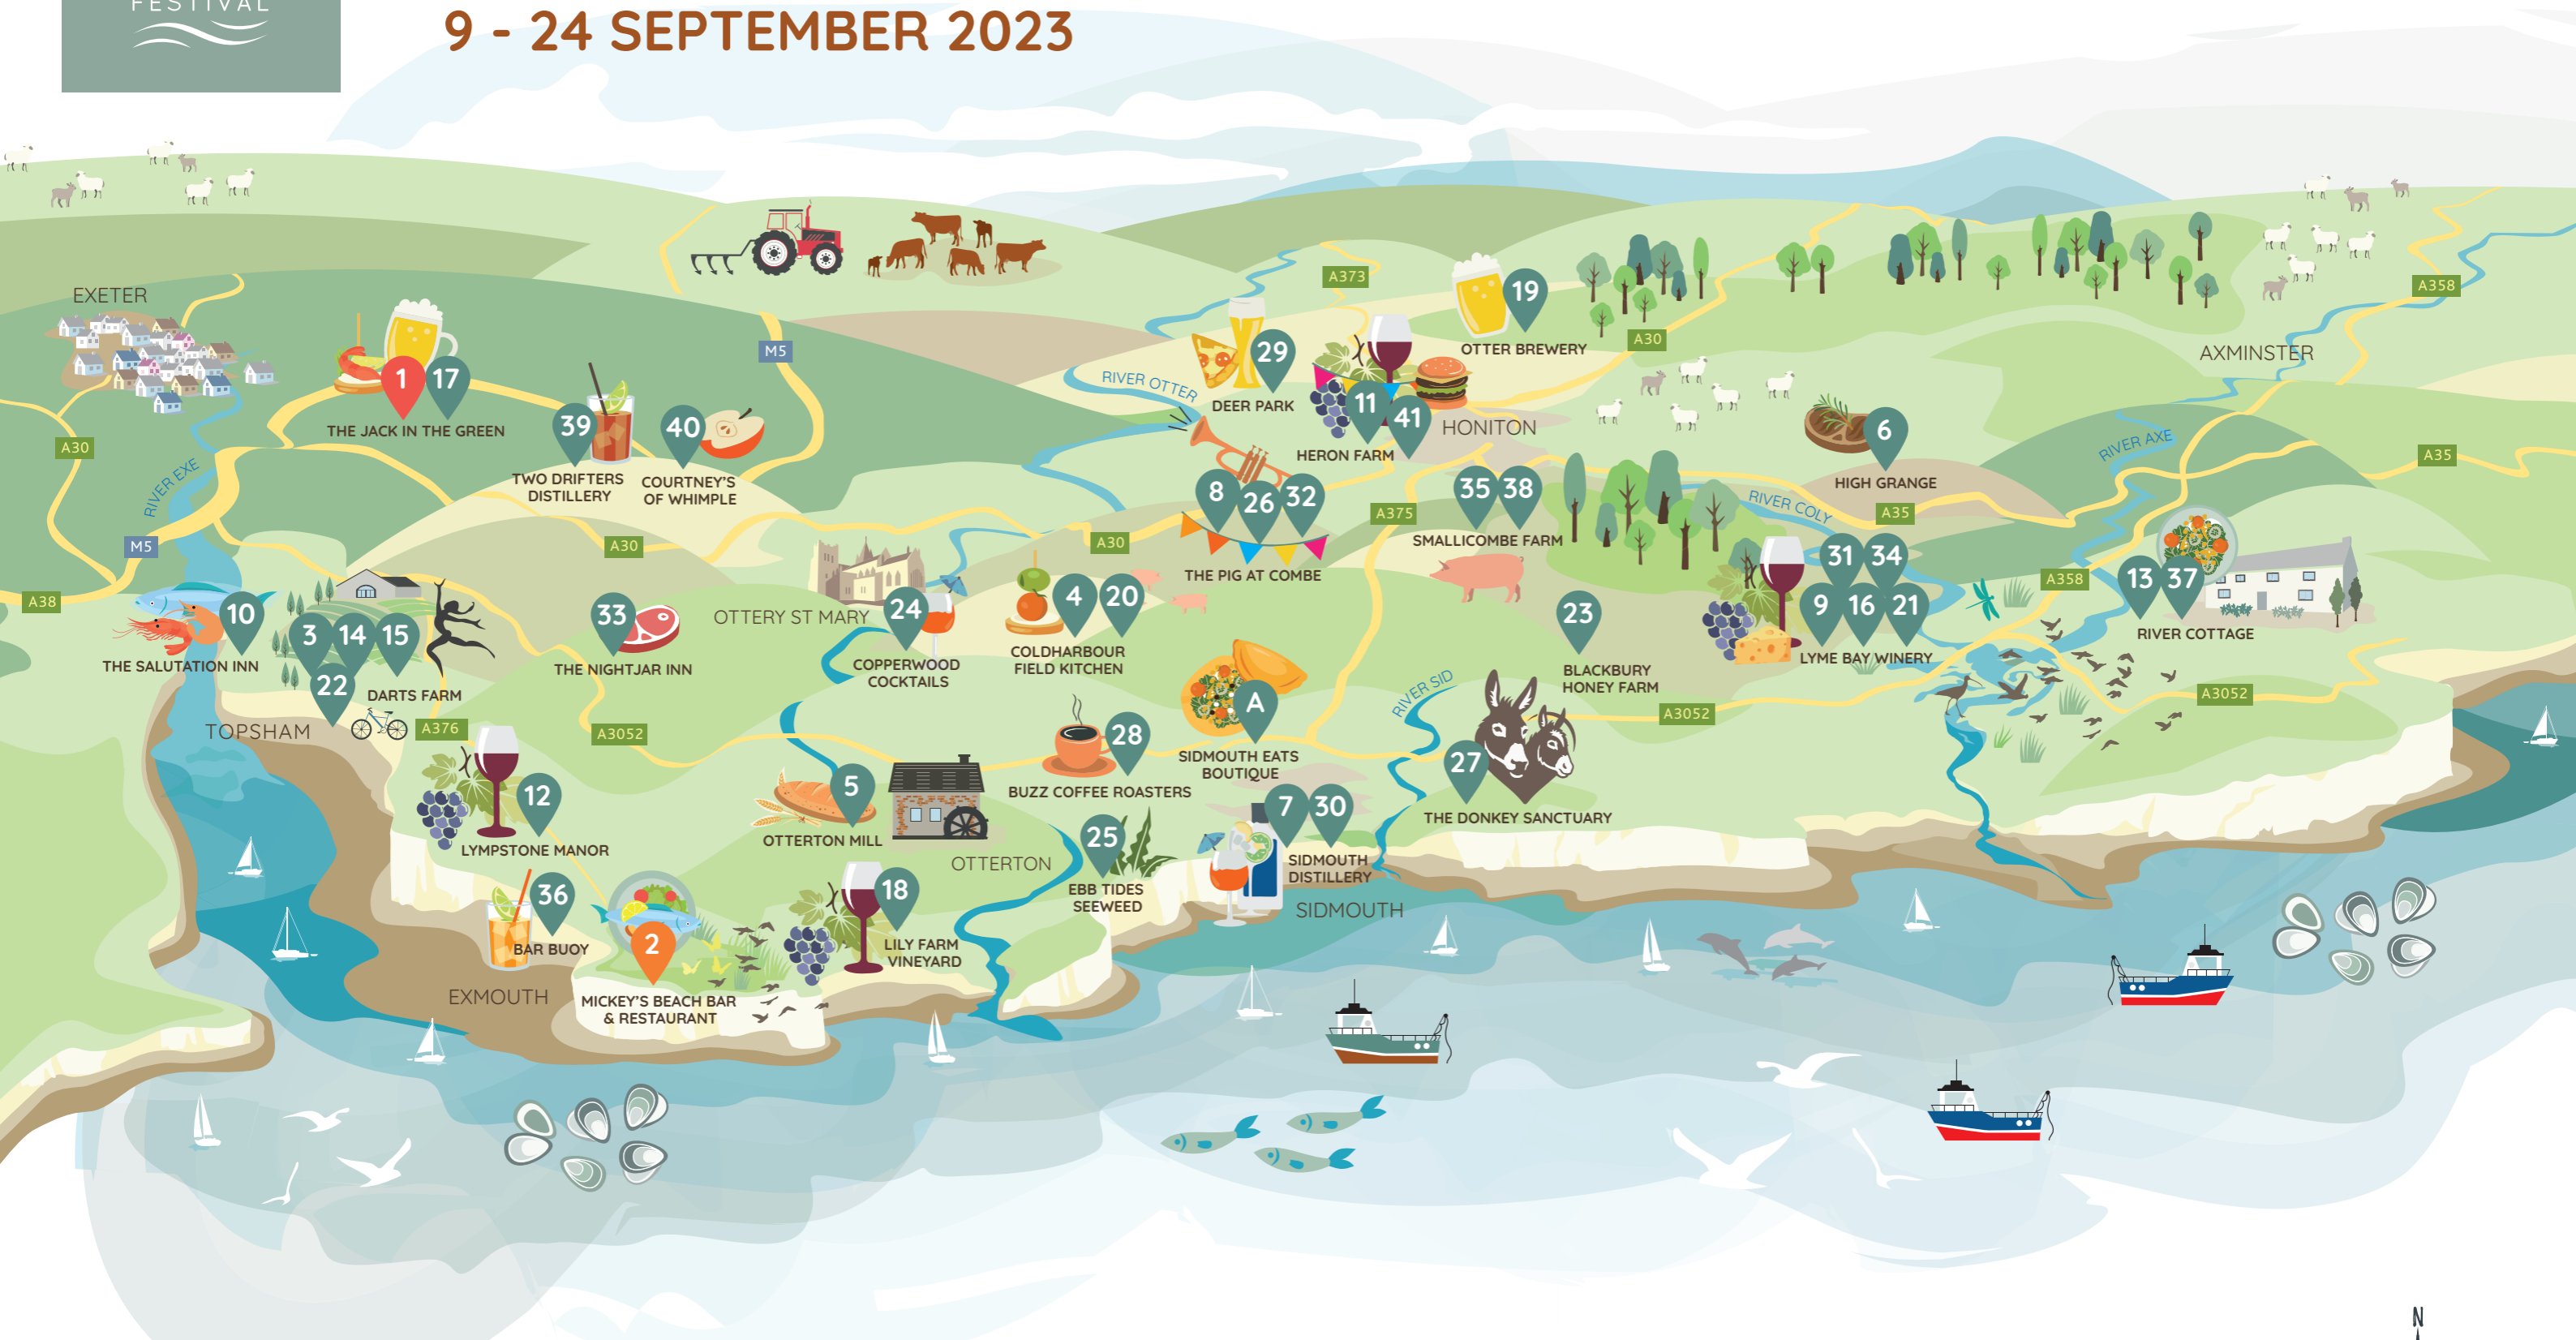 FESTIVAL
9 - 24 SEPTEMBER 2023
EXETER
A30
RIVER EXE
M5
A38
1
17
THE JACK IN THE GREEN
39
TWO DRIFTERS
DISTILLERY
40
COURTNEY'S
OF WHIMPLE
M5
A30
A373
29
DEER PARK
RIVER OTTER
11
41
HERON FARM
19
OTTER BREWERY
A30
HONITON
8
26
32
THE PIG AT COMBE
A30
A375
35
38
SMALLICOMBE FARM
6
HIGH GRANGE
RIVER COLY
A35
AXMINSTER
A358
RIVER AXE
A35
10
THE SALUTATION INN
3
14
15
22
DARTS FARM
TOPSHAM
A376
33
THE NIGHTJAR INN
A3052
OTTERY ST MARY
24
COPPERWOOD
COCKTAILS
4
20
COLDHARBOUR
FIELD KITCHEN
23
BLACKBURY
HONEY FARM
31
34
9
16
21
LYME BAY WINERY
A358
13
37
RIVER COTTAGE
A3052
A3052
12
LYMPSTONE MANOR
5
OTTERTON MILL
OTTERTON
28
BUZZ COFFEE ROASTERS
A
SIDMOUTH EATS
BOUTIQUE
RIVER SID
27
THE DONKEY SANCTUARY
36
BAR BUOY
EXMOUTH
2
MICKEY'S BEACH BAR
& RESTAURANT
18
LILY FARM
VINEYARD
25
EBB TIDES
SEEWEED
7
30
SIDMOUTH
DISTILLERY
SIDMOUTH
N